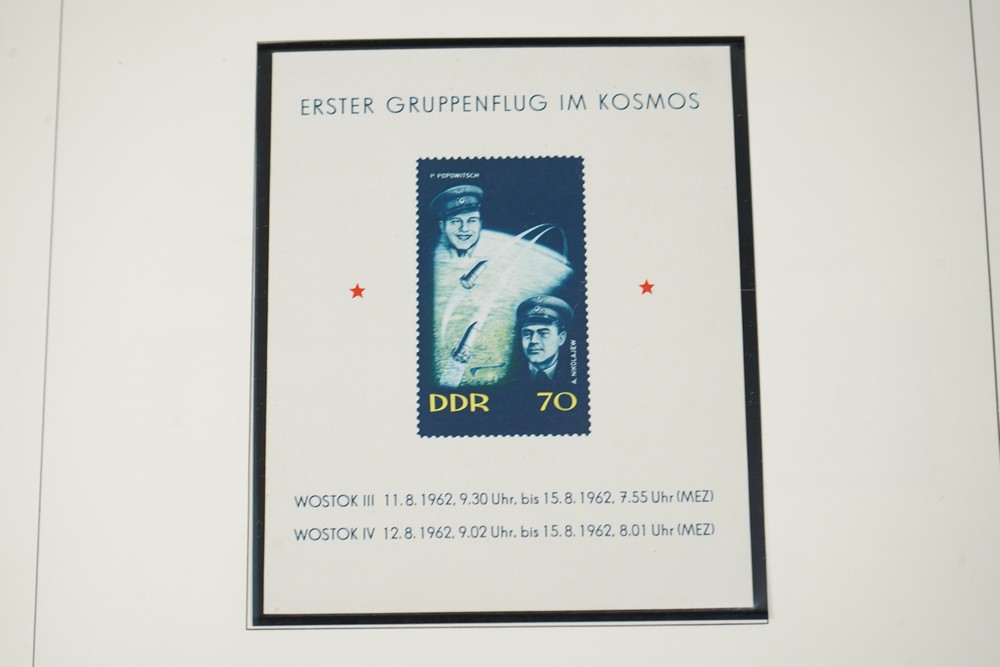 ERSTER GRUPPENFLUG IM KOSMOS
P. POPOWITSCH
A. NIKOLAJEW
DDR 70
WOSTOK III 11.8.1962, 9.30 Uhr, bis 15.8.1962, 7.55 Uhr (MEZ)
WOSTOK IV 12.8.1962, 9.02 Uhr, bis 15.8.1962, 8.01 Uhr (MEZ)